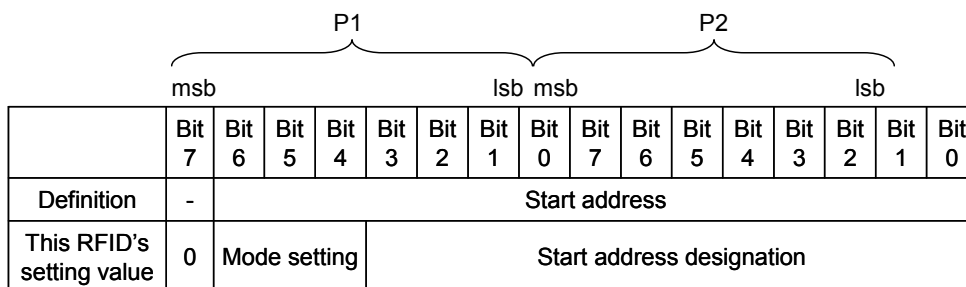 P1 P2
msb lsb msb lsb
Bit 7 Bit 6 Bit 5 Bit 4 Bit 3 Bit 2 Bit 1 Bit 0 Bit 7 Bit 6 Bit 5 Bit 4 Bit 3 Bit 2 Bit 1 Bit 0
Definition - Start address
This RFID's setting value 0 Mode setting Start address designation